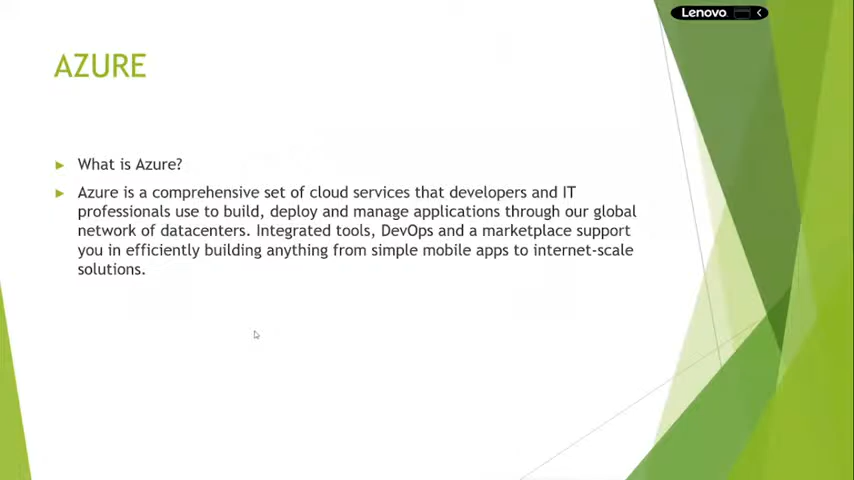 Lenovo
AZURE
What is Azure?
Azure is a comprehensive set of cloud services that developers and IT
professionals use to build, deploy and manage applications through our global
network of datacenters. Integrated tools, DevOps and a marketplace support
you in efficiently building anything from simple mobile apps to internet-scale
solutions.